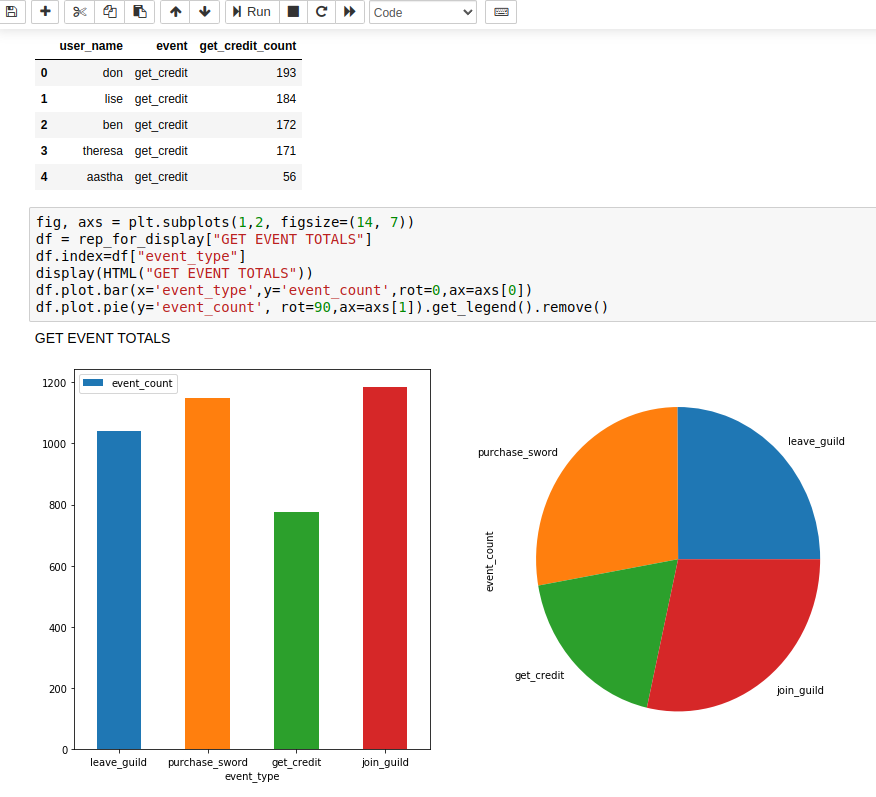 Run Code
user_name event get_credit_count
0 don get_credit 193
1 lise get_credit 184
2 ben get_credit 172
3 theresa get_credit 171
4 aastha get_credit 56
fig, axs = plt.subplots(1,2, figsize=(14, 7))
df = rep_for_display["GET EVENT TOTALS"]
df.index=df["event_type"]
display(HTML("GET EVENT TOTALS"))
df.plot.bar(x='event_type',y='event_count',rot=0,ax=axs[0])
df.plot.pie(y='event_count', rot=90,ax=axs[1]).get_legend().remove()
GET EVENT TOTALS
event_count
1200
1000
800
600
400
200
0
leave_guild purchase_sword get_credit join_guild
event_type
leave_guild
purchase_sword
event_count
get_credit
join_guild